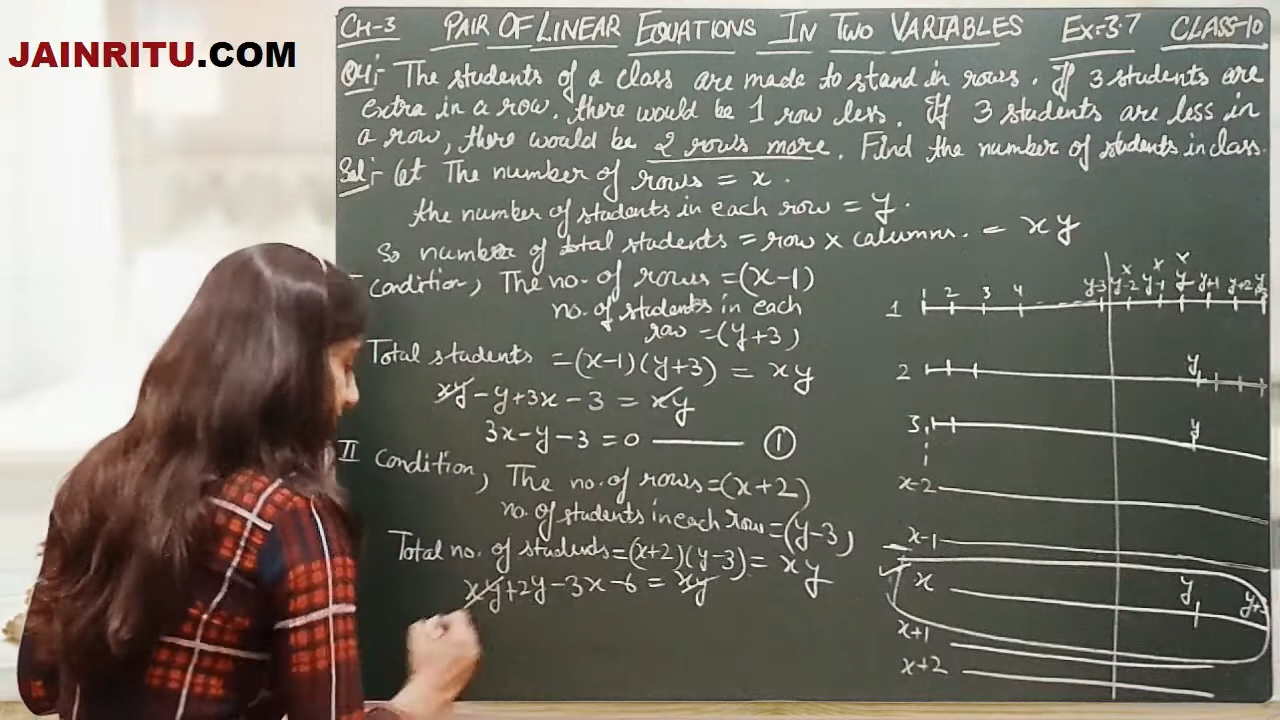 JAINRITU.COM
CH-3 PAIR OF LINEAR EQUATIONS IN TWO VARIABLES Ex-3.7 CLASS-10
Q4:- The students of a class are made to stand in rows. If 3 students are
extra in a row, there would be 1 row less. If 3 students are less in
a row, there would be 2 rows more. Find the number of students in class.
Sol:- Let The number of rows = x.
the number of students in each row = y.
So number of total students = row x calumns. = xy
I condition, The no. of rows = (x-1)
no. of students in each
raw = (y+3)
Total students = (x-1)(y+3) = xy
xy - y + 3x - 3 = xy
3x - y - 3 = 0 ——— ①
II Condition, The no. of rows = (x+2)
no. of students in each row = (y-3)
Total no. of students = (x+2)(y-3) = xy
xy + 2y - 3x - 6 = xy
x x x
1 2 3 4 y-3 y-2 y-1 y y+1 y+2
1
2 y
3 y
x-2
x-1
x y
x+1
x+2